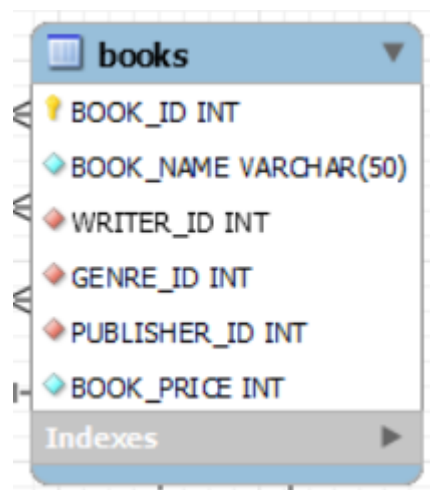 books
BOOK_ID INT
BOOK_NAME VARCHAR(50)
WRITER_ID INT
GENRE_ID INT
PUBLISHER_ID INT
BOOK_PRICE INT
Indexes